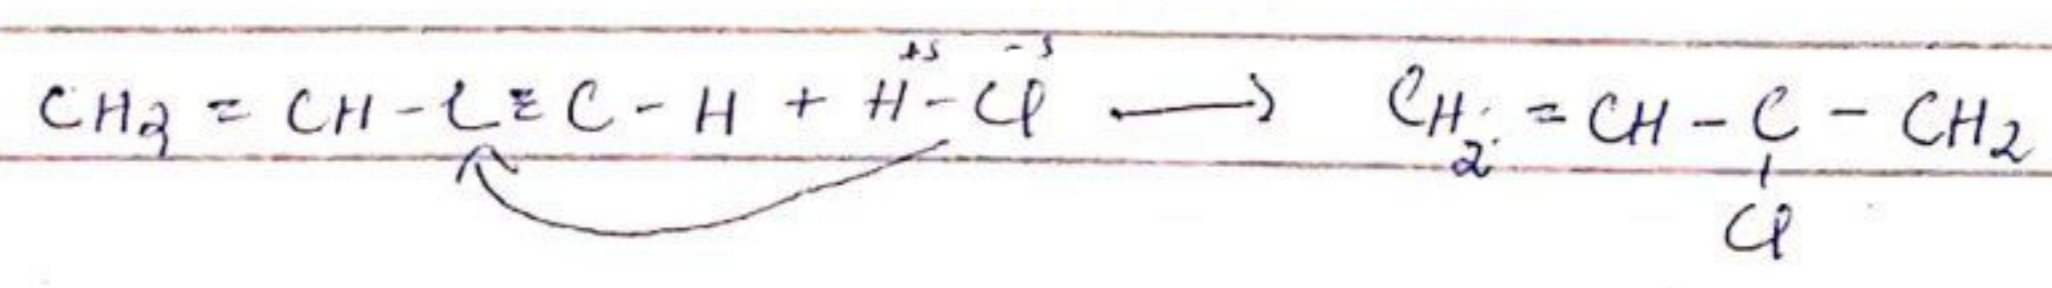 +δ -δ
CH2 = CH - C ≡ C - H + H - Cl ⟶ CH2 = CH - C - CH2
Cl